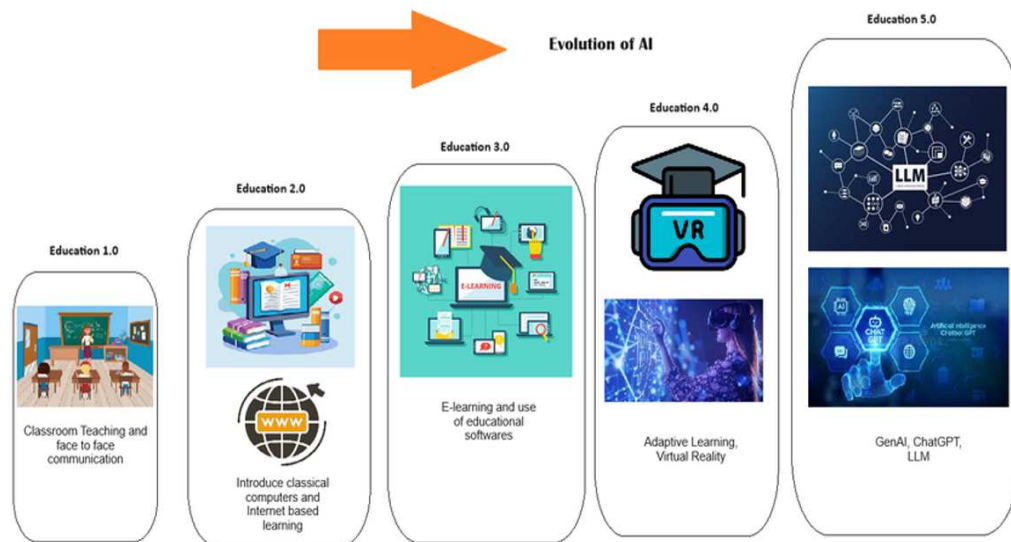 Evolution of AI
Education 1.0
Classroom Teaching and
face to face
communication
Education 2.0
WWW
Introduce classical
computers and
Internet based
learning
Education 3.0
E-LEARNING
E-learning and use
of educational
softwares
Education 4.0
VR
Adaptive Learning,
Virtual Reality
Education 5.0
LLM
AI
CHAT
GPT
Artificial Intelligence
Chatbot GPT
GenAI, ChatGPT,
LLM